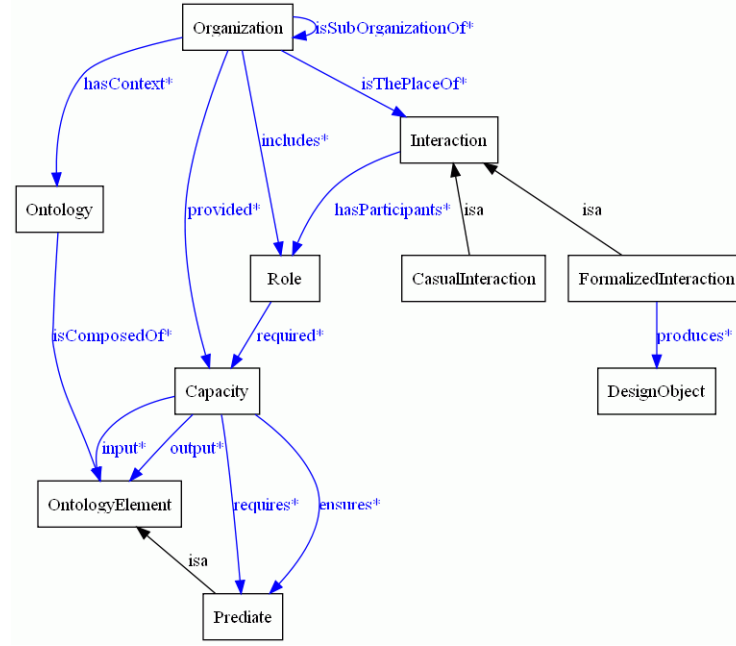 Organization
isSubOrganizationOf*
hasContext*
isThePlaceOf*
includes*
Interaction
Ontology
provided*
hasParticipants*
isa
isa
Role
CasualInteraction
FormalizedInteraction
isComposedOf*
required*
produces*
Capacity
DesignObject
input*
output*
OntologyElement
requires*
ensures*
isa
Prediate